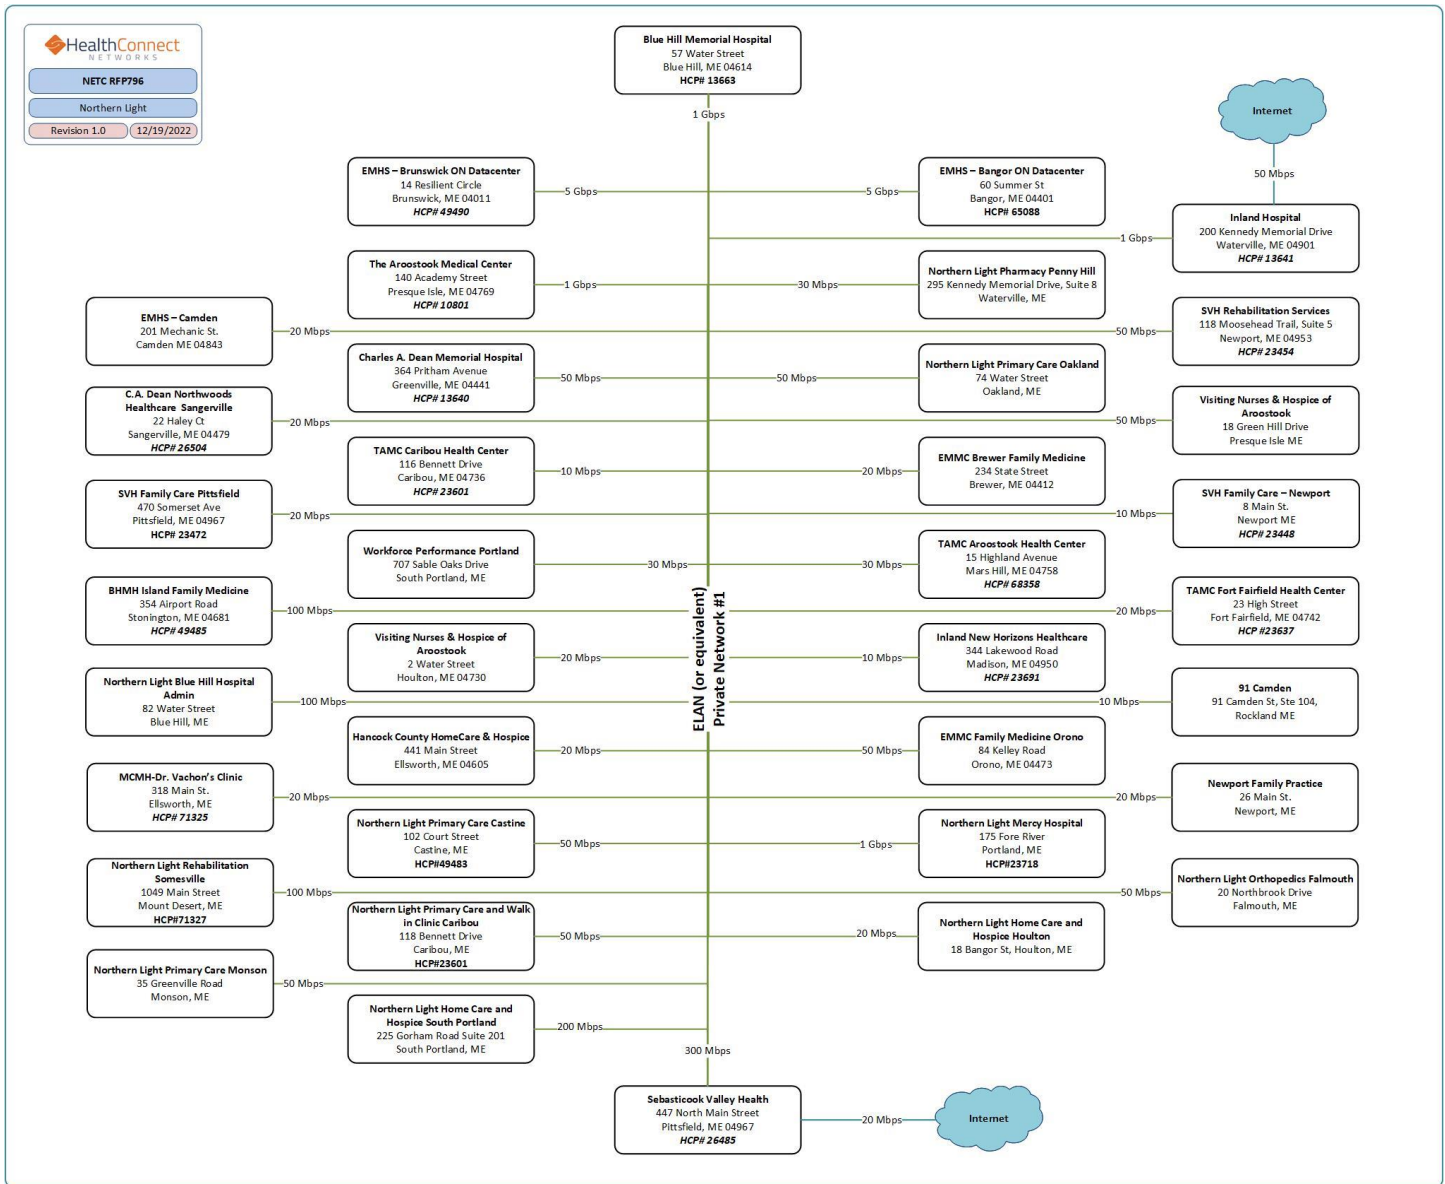 HealthConnect
NETWORKS
NETC RFP796
Northern Light
Revision 1.0
12/19/2022
Blue Hill Memorial Hospital
57 Water Street
Blue Hill, ME 04614
HCP# 13663
1 Gbps
Internet
50 Mbps
EMHS – Brunswick ON Datacenter
14 Resilient Circle
Brunswick, ME 04011
HCP# 49490
5 Gbps
5 Gbps
EMHS – Bangor ON Datacenter
60 Summer St
Bangor, ME 04401
HCP# 65088
1 Gbps
Inland Hospital
200 Kennedy Memorial Drive
Waterville, ME 04901
HCP# 13641
The Aroostook Medical Center
140 Academy Street
Presque Isle, ME 04769
HCP# 10801
1 Gbps
30 Mbps
Northern Light Pharmacy Penny Hill
295 Kennedy Memorial Drive, Suite 8
Waterville, ME
EMHS – Camden
201 Mechanic St.
Camden ME 04843
20 Mbps
50 Mbps
SVH Rehabilitation Services
118 Moosehead Trail, Suite 5
Newport, ME 04953
HCP# 23454
Charles A. Dean Memorial Hospital
364 Pritham Avenue
Greenville, ME 04441
HCP# 13640
50 Mbps
50 Mbps
Northern Light Primary Care Oakland
74 Water Street
Oakland, ME
C.A. Dean Northwoods
Healthcare Sangerville
22 Haley Ct
Sangerville, ME 04479
HCP# 26504
20 Mbps
50 Mbps
Visiting Nurses & Hospice of
Aroostook
18 Green Hill Drive
Presque Isle ME
TAMC Caribou Health Center
116 Bennett Drive
Caribou, ME 04736
HCP# 23601
10 Mbps
20 Mbps
EMMC Brewer Family Medicine
234 State Street
Brewer, ME 04412
SVH Family Care Pittsfield
470 Somerset Ave
Pittsfield, ME 04967
HCP# 23472
20 Mbps
10 Mbps
SVH Family Care – Newport
8 Main St.
Newport ME
HCP# 23448
Workforce Performance Portland
707 Sable Oaks Drive
South Portland, ME
30 Mbps
30 Mbps
TAMC Aroostook Health Center
15 Highland Avenue
Mars Hill, ME 04758
HCP# 68358
BHMH Island Family Medicine
354 Airport Road
Stonington, ME 04681
HCP# 49485
100 Mbps
20 Mbps
TAMC Fort Fairfield Health Center
23 High Street
Fort Fairfield, ME 04742
HCP #23637
ELAN (or equivalent)
Private Network #1
Visiting Nurses & Hospice of
Aroostook
2 Water Street
Houlton, ME 04730
20 Mbps
10 Mbps
Inland New Horizons Healthcare
344 Lakewood Road
Madison, ME 04950
HCP# 23691
Northern Light Blue Hill Hospital
Admin
82 Water Street
Blue Hill, ME
100 Mbps
10 Mbps
91 Camden
91 Camden St, Ste 104,
Rockland ME
Hancock County HomeCare & Hospice
441 Main Street
Ellsworth, ME 04605
20 Mbps
50 Mbps
EMMC Family Medicine Orono
84 Kelley Road
Orono, ME 04473
MCMH-Dr. Vachon's Clinic
318 Main St.
Ellsworth, ME
HCP# 71325
20 Mbps
20 Mbps
Newport Family Practice
26 Main St.
Newport, ME
Northern Light Primary Care Castine
102 Court Street
Castine, ME
HCP#49483
50 Mbps
1 Gbps
Northern Light Mercy Hospital
175 Fore River
Portland, ME
HCP#23718
Northern Light Rehabilitation
Somesville
1049 Main Street
Mount Desert, ME
HCP#71327
100 Mbps
50 Mbps
Northern Light Orthopedics Falmouth
20 Northbrook Drive
Falmouth, ME
Northern Light Primary Care and Walk
in Clinic Caribou
118 Bennett Drive
Caribou, ME
HCP#23601
50 Mbps
20 Mbps
Northern Light Home Care and
Hospice Houlton
18 Bangor St, Houlton, ME
Northern Light Primary Care Monson
35 Greenville Road
Monson, ME
50 Mbps
Northern Light Home Care and
Hospice South Portland
225 Gorham Road Suite 201
South Portland, ME
200 Mbps
300 Mbps
Sebasticook Valley Health
447 North Main Street
Pittsfield, ME 04967
HCP# 26485
20 Mbps
Internet